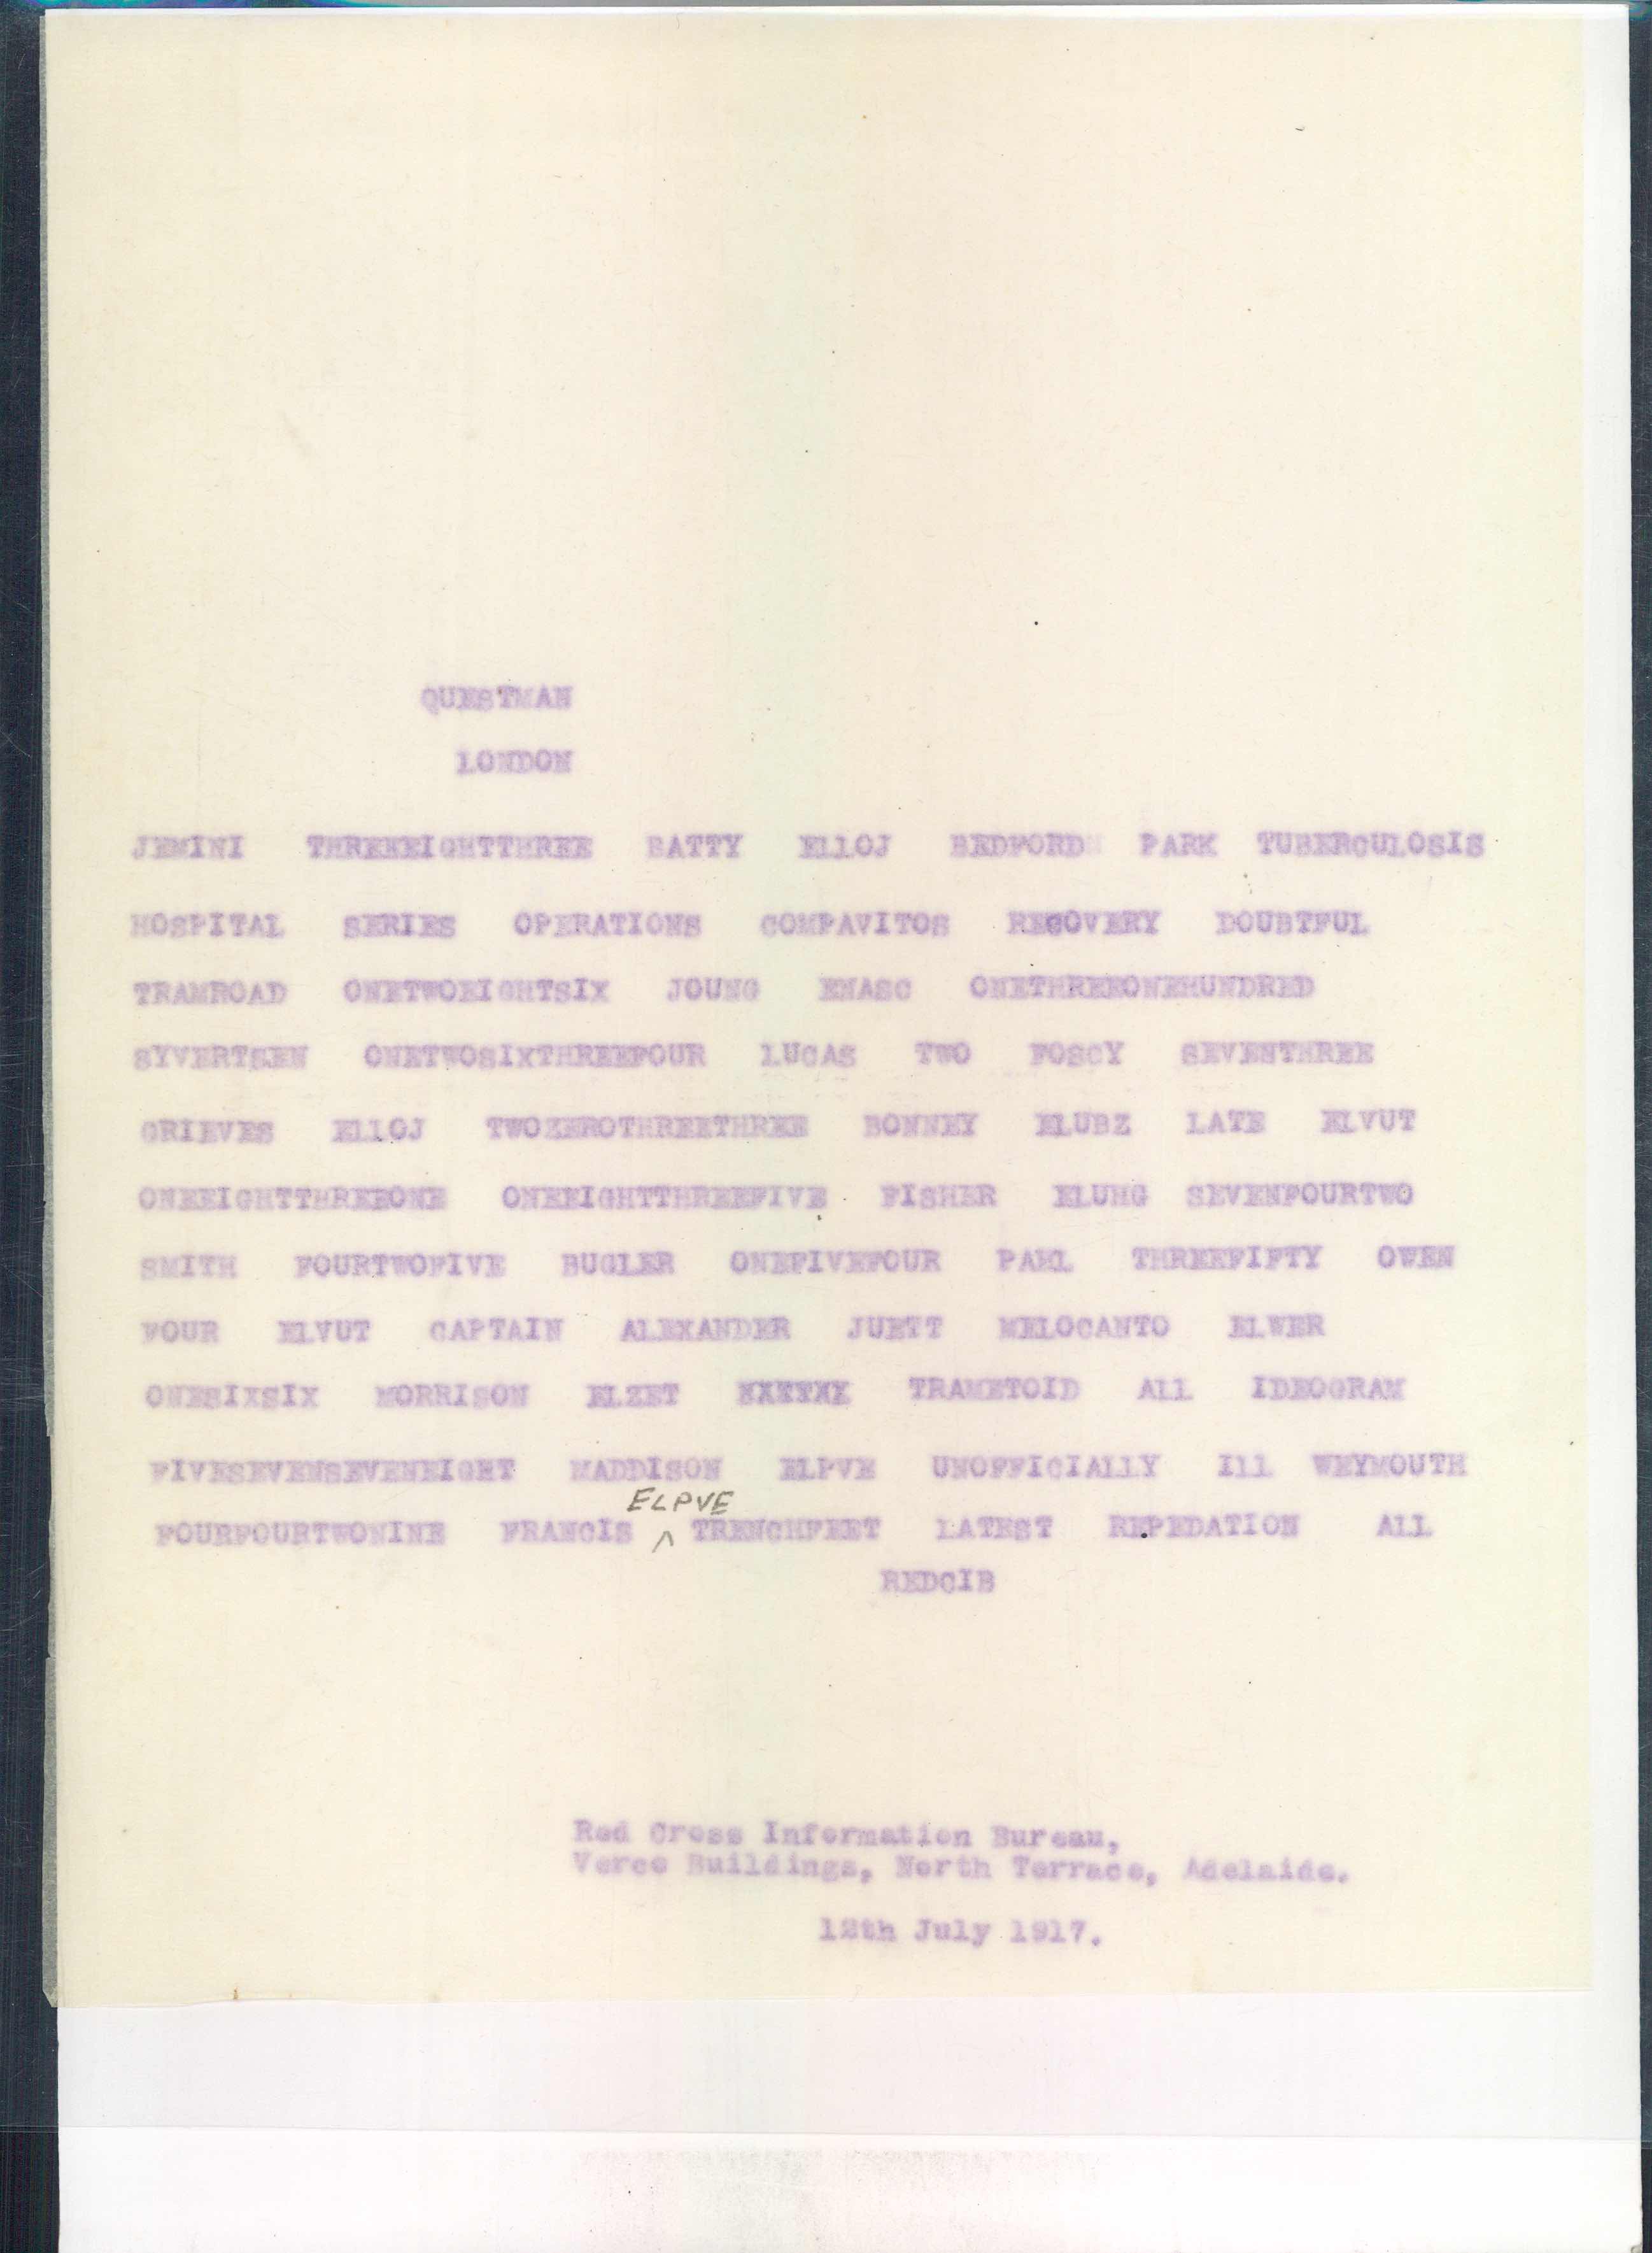 QUESTMAN
LONDON
JEMINI THREEEIGHTTHREE BATTY ELLOJ BEDFORD PARK TUBERCULOSIS
HOSPITAL SERIES OPERATIONS COMPAVITOS RECOVERY DOUBTFUL
TRAMROAD ONETWOEIGHTSIX JOUNG ENASC ONETHREEONEHUNDRED
SYVERTSEN ONETWOSIXTHREEFOUR LUCAS TWO FOSCY SEVENTHREE
GRIEVES ELLOJ TWOZEROTHREETHREE BONNEY ELUBZ LATE ELVUT
ONEEIGHTTHREEONE ONEEIGHTTHREEFIVE FISHER ELUHG SEVENFOURTWO
SMITH FOURTWOFIVE BUGLER ONEFIVEFOUR PAHL THREEFIFTY OWEN
FOUR ELVUT CAPTAIN ALEXANDER JUETT MELOCANTO ELWER
ONESIXSIX MORRISON ELZET TRAMETOID ALL IDEOGRAM
FIVESEVENSEVENEIGHT MADDISON ELPVE UNOFFICIALLY ILL WEYMOUTH
FOURFOURTWONINE FRANCIS ELPVE TRENCHFEET LATEST REPEDATION ALL
REDCIB
Red Cross Information Bureau,
Verco Buildings, North Terrace, Adelaide.
12th July 1917.